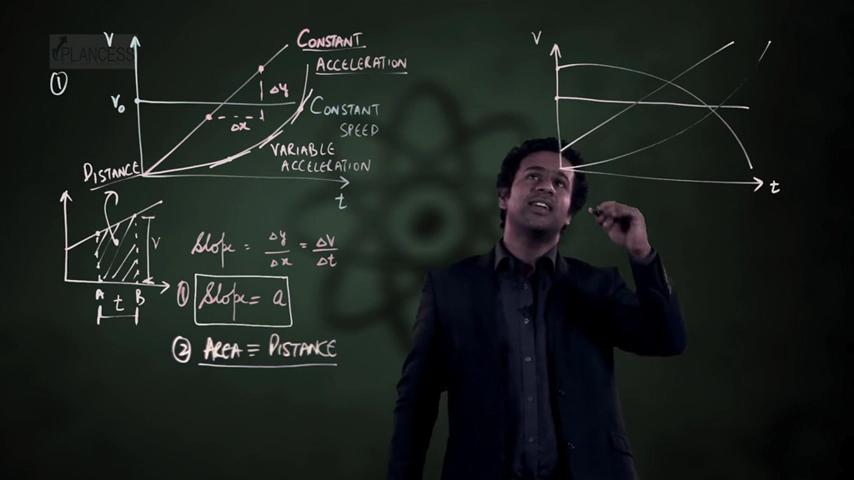 PLANCESS
①
V
V₀
CONSTANT
ACCELERATION
Δy
Δx
CONSTANT
SPEED
VARIABLE
ACCELERATION
t
DISTANCE
V
A
B
t
Slope = Δy/Δx = ΔV/Δt
① Slope = a
② AREA ≡ DISTANCE
V
t